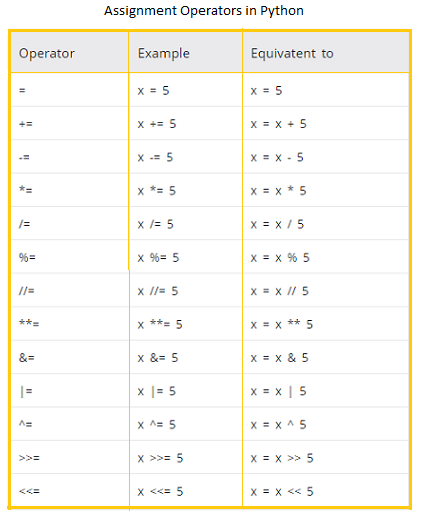 Assignment Operators in Python
Operator Example Equivalent to
= x = 5 x = 5
+= x += 5 x = x + 5
-= x -= 5 x = x - 5
*= x *= 5 x = x * 5
/= x /= 5 x = x / 5
%= x %= 5 x = x % 5
//= x //= 5 x = x // 5
**= x **= 5 x = x ** 5
&= x &= 5 x = x & 5
|= x |= 5 x = x | 5
^= x ^= 5 x = x ^ 5
>>= x >>= 5 x = x >> 5
<<= x <<= 5 x = x << 5